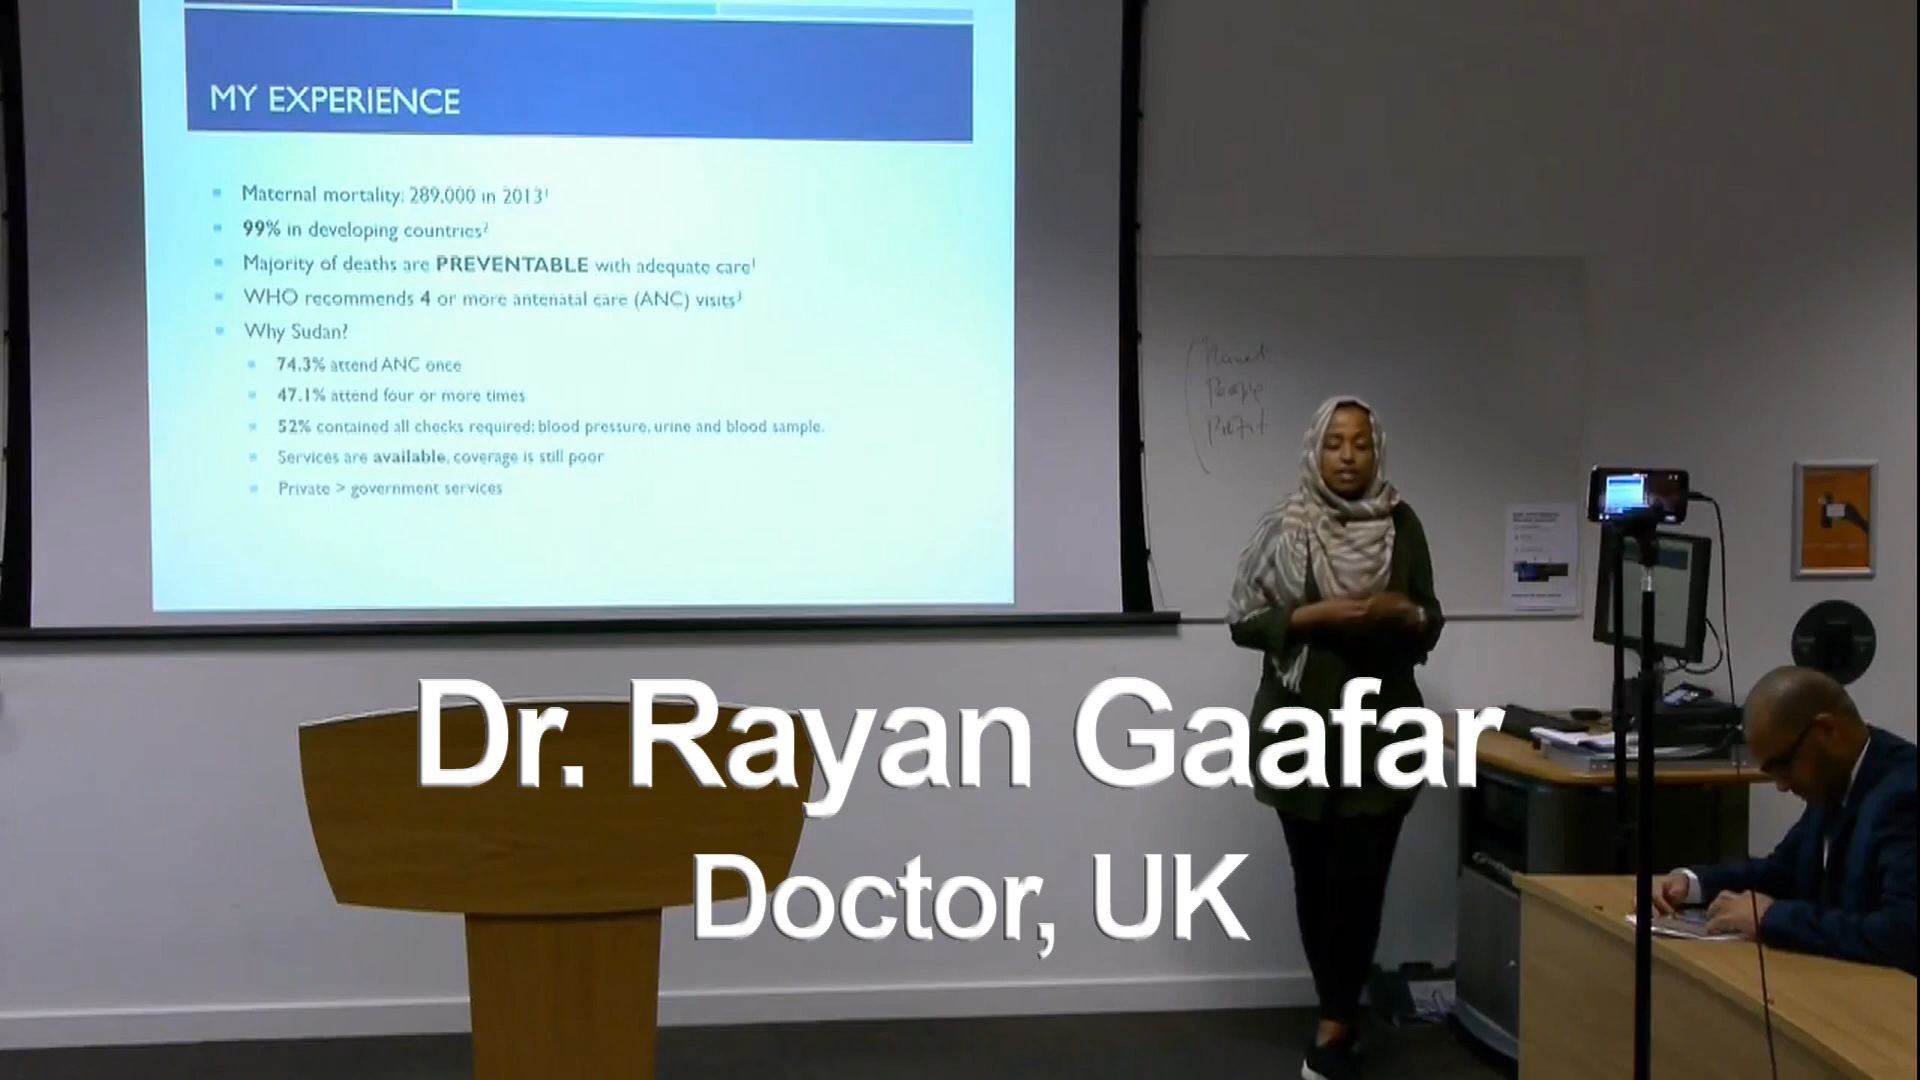 MY EXPERIENCE
Maternal mortality: 289,000 in 2013¹
99% in developing countries²
Majority of deaths are PREVENTABLE with adequate care¹
WHO recommends 4 or more antenatal care (ANC) visits³
Why Sudan?
74.3% attend ANC once
47.1% attend four or more times
52% contained all checks required; blood pressure, urine and blood sample.
Services are available, coverage is still poor
Private > government services
People
Dr. Rayan Gaafar
Doctor, UK